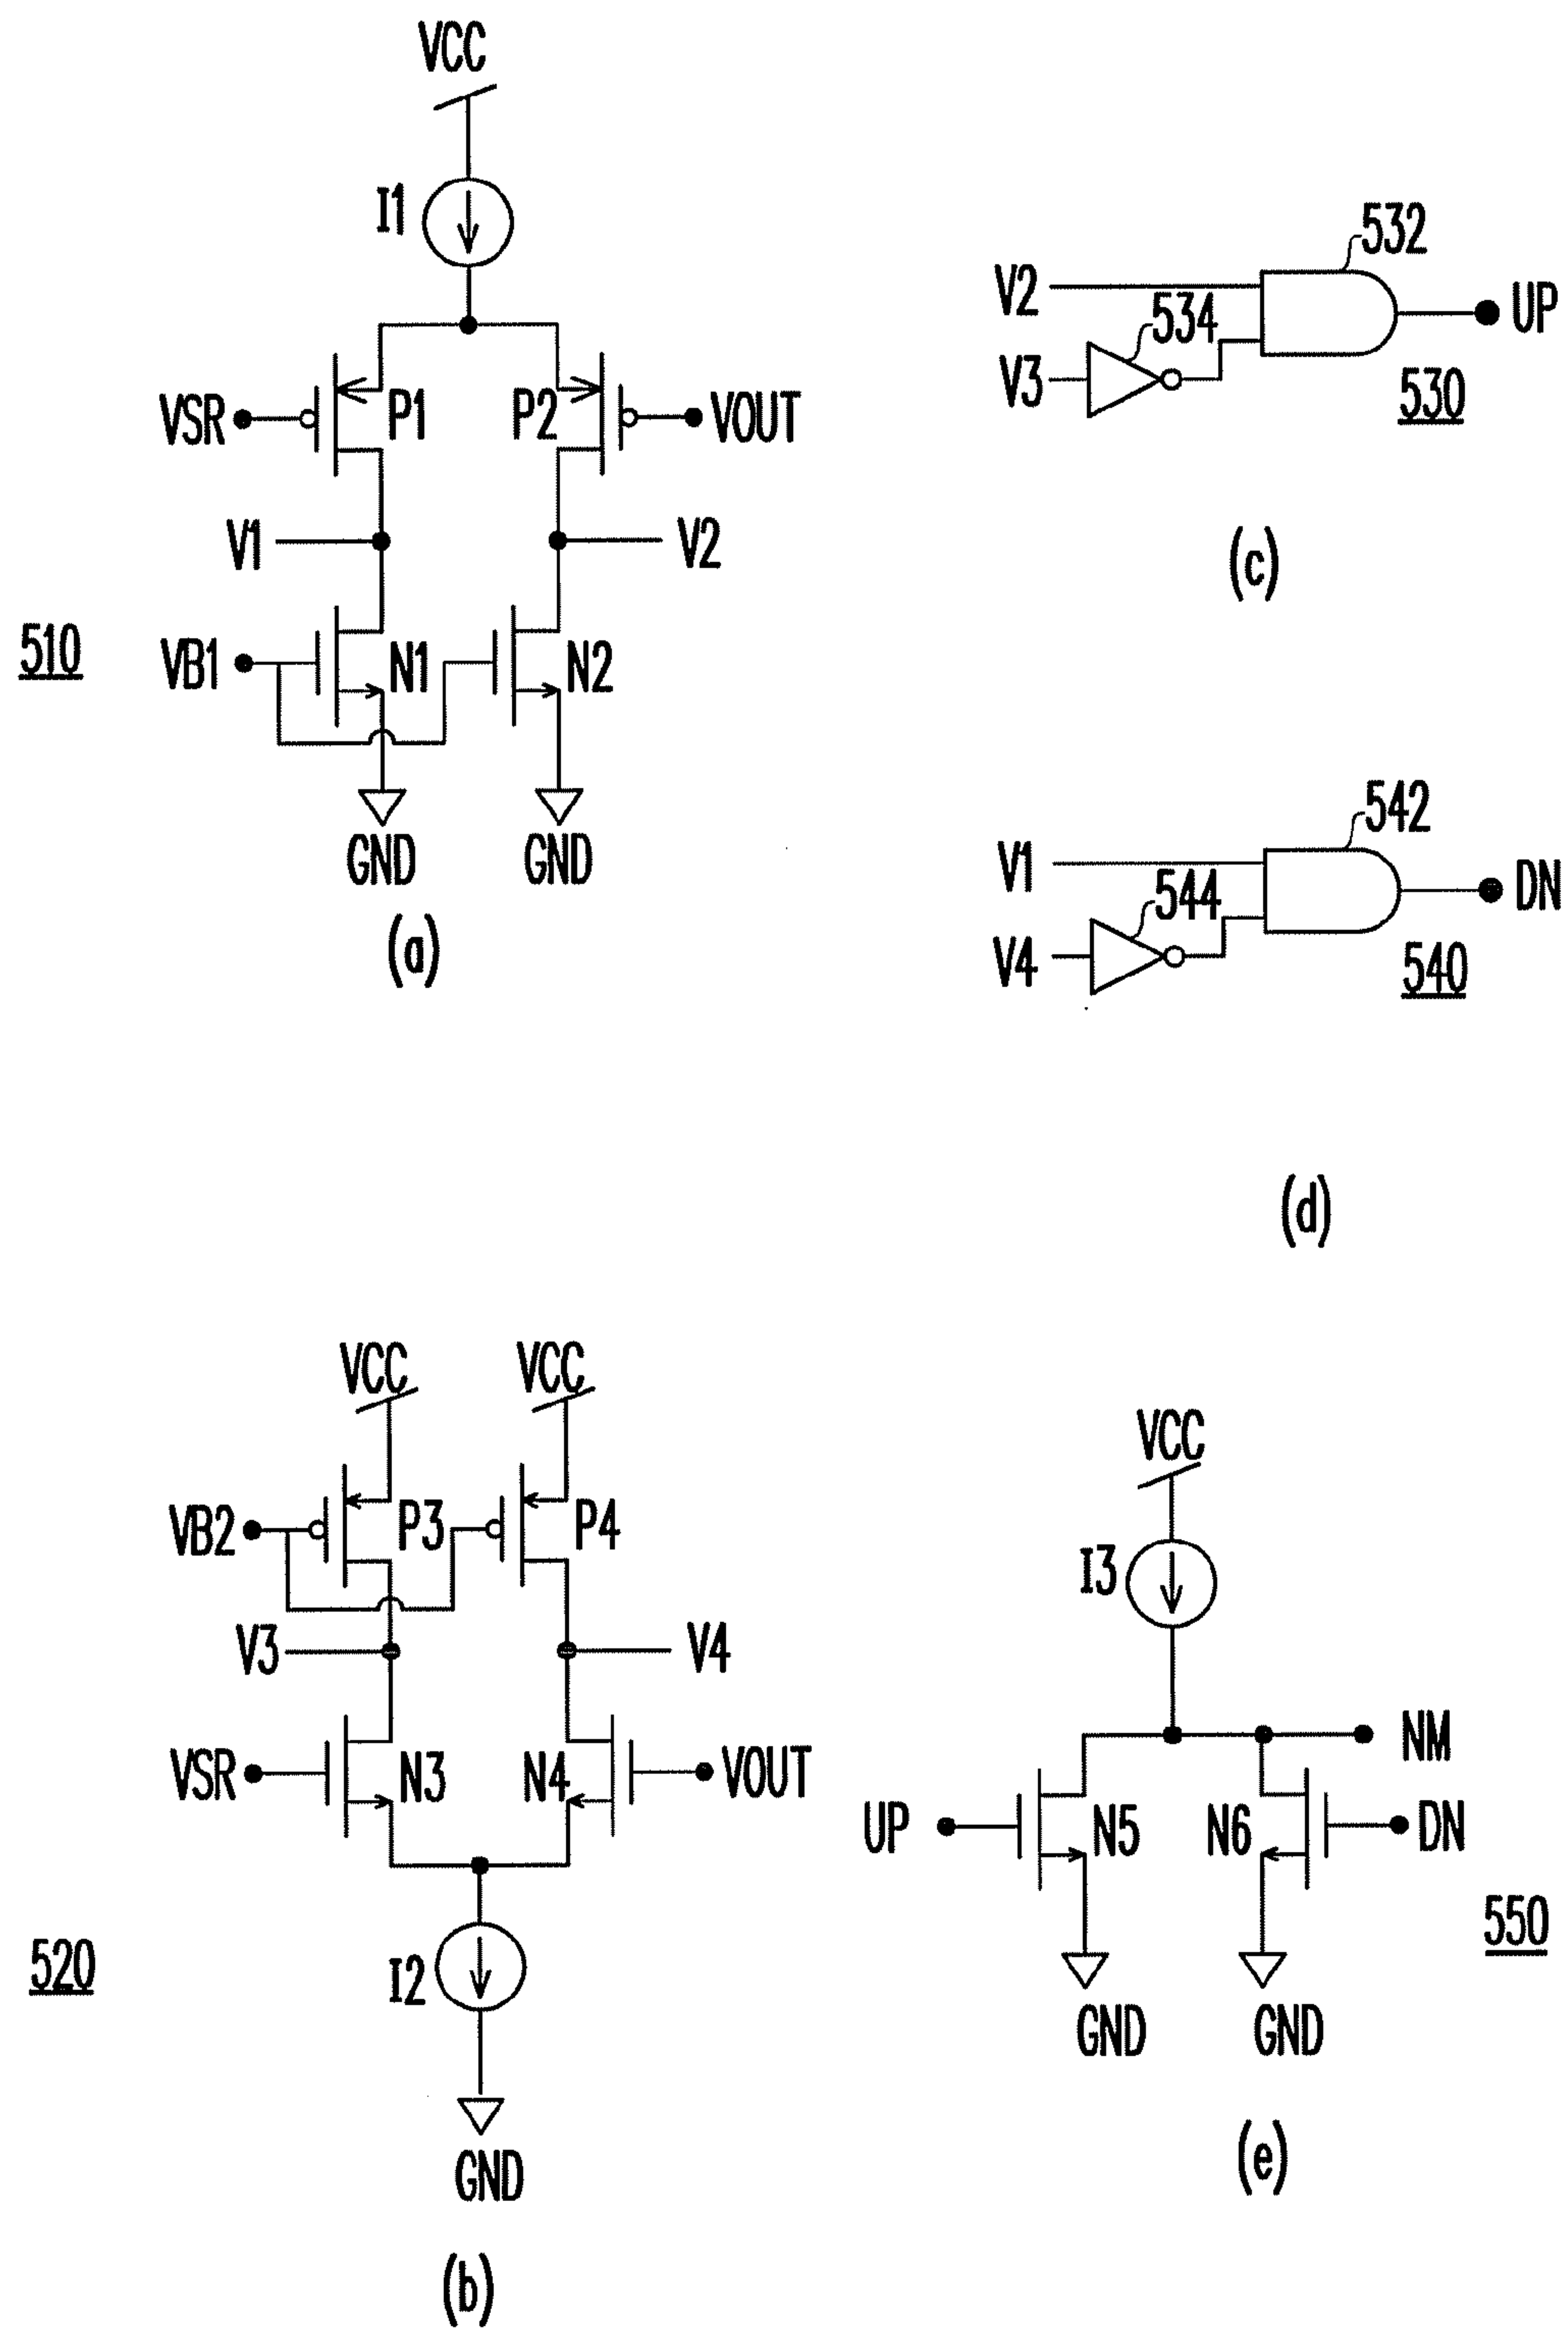 VCC
I1
VSR
P1
P2
VOUT
V1
V2
510
VB1
N1
N2
GND
GND
(a)
532
V2
534
UP
V3
530
(c)
542
V1
544
DN
V4
540
(d)
VCC
VCC
VB2
P3
P4
V3
V4
VSR
N3
N4
VOUT
520
I2
GND
(b)
VCC
I3
NM
UP
N5
N6
DN
550
GND
GND
(e)